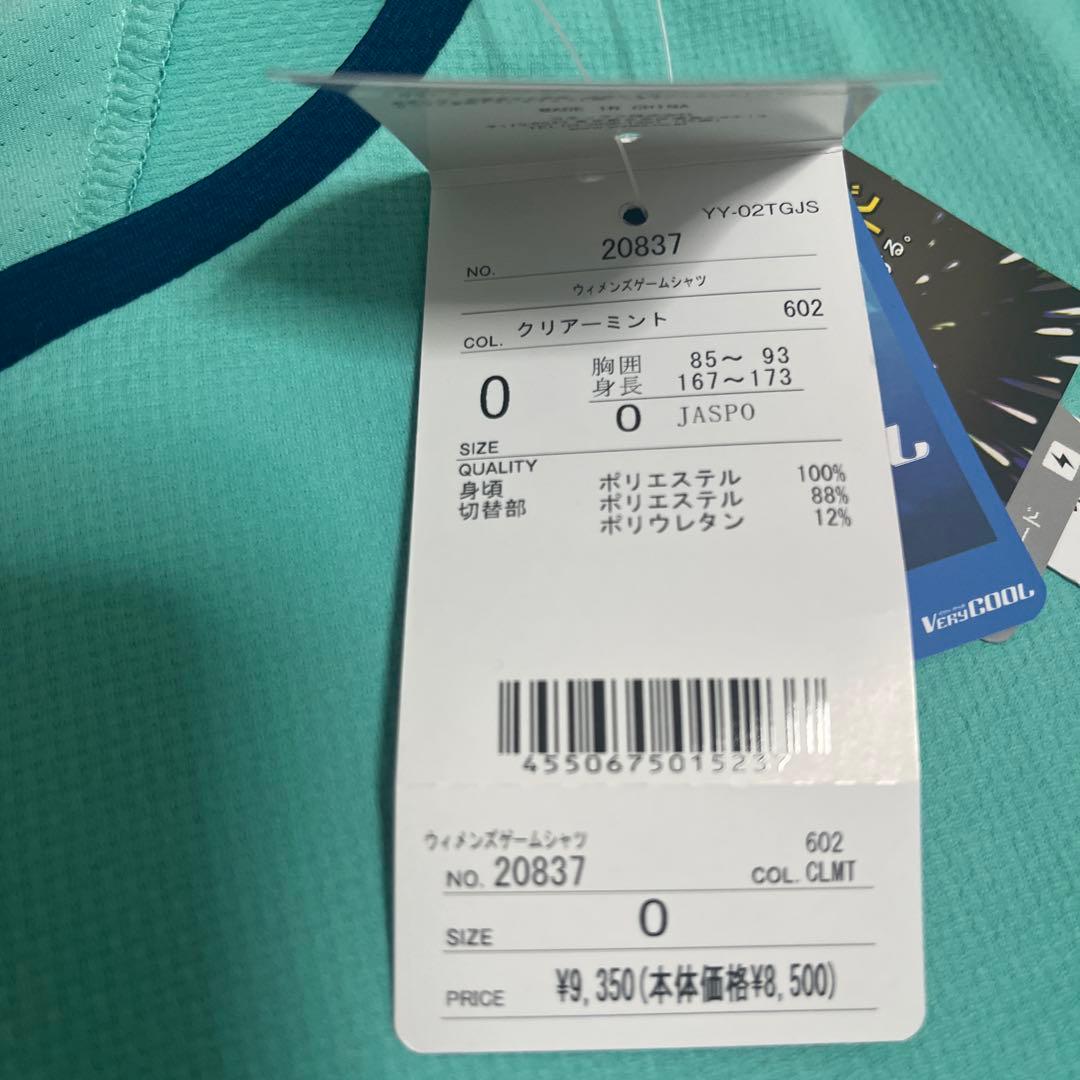 MADE IN CHINA
YY-02TGJS
NO. 20837
ウィメンズゲームシャツ
COL. クリアーミント 602
胸囲 85〜 93
身長 167〜173
0
0 JASPO
SIZE
QUALITY
身頃 ポリエステル 100%
切替部 ポリエステル 88%
ポリウレタン 12%
4550675015237
ウィメンズゲームシャツ 602
NO. 20837 COL. CLMT
SIZE 0
PRICE ¥9,350(本体価格¥8,500)
VERYCOOL